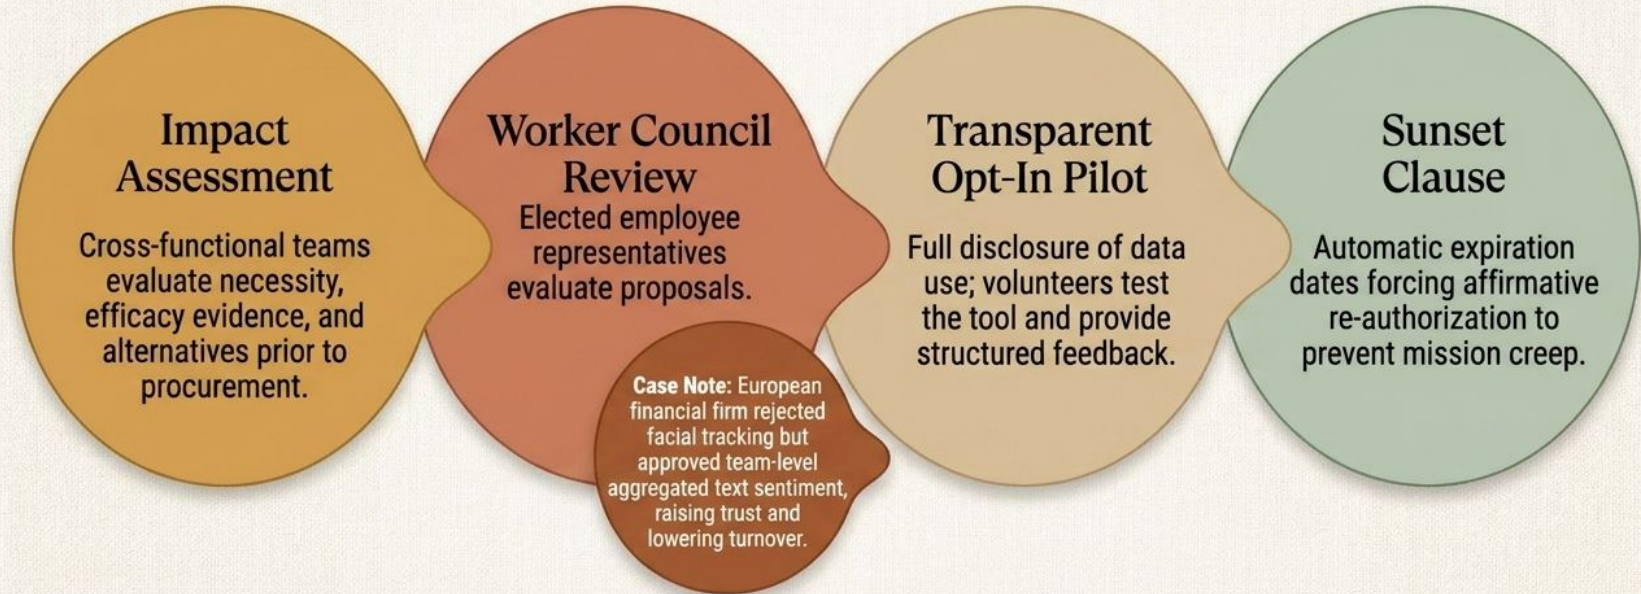 Impact
Assessment
Cross-functional teams
evaluate necessity,
efficacy evidence, and
alternatives prior to
procurement.
Worker Council
Review
Elected employee
representatives
evaluate proposals.
Case Note: European
financial firm rejected
facial tracking but
approved team-level
aggregated text sentiment,
raising trust and
lowering turnover.
Transparent
Opt-In Pilot
Full disclosure of data
use; volunteers test
the tool and provide
structured feedback.
Sunset
Clause
Automatic expiration
dates forcing affirmative
re-authorization to
prevent mission creep.